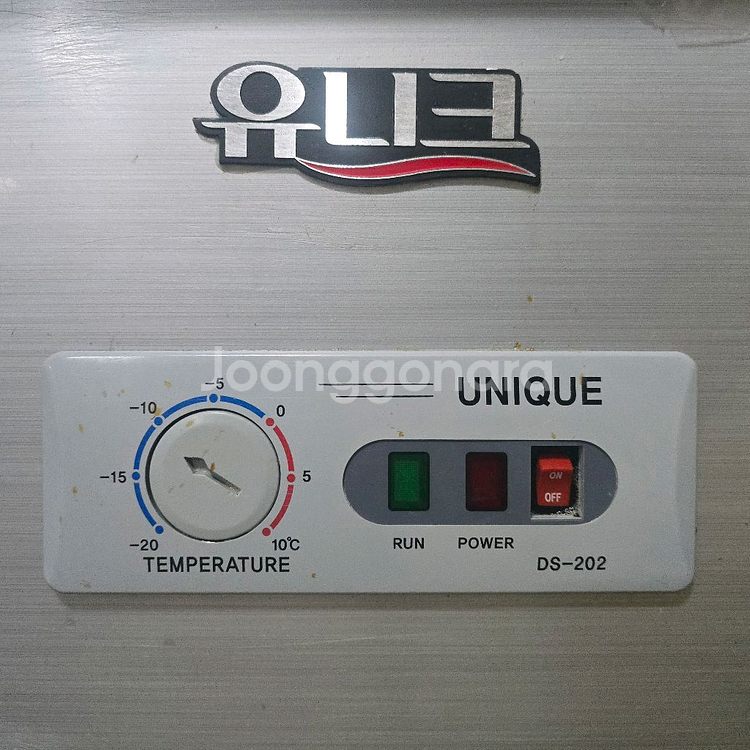 유니크
Joonggonara
UNIQUE
-5
-10
0
-15
5
-20
10℃
TEMPERATURE
ON
OFF
RUN
POWER
DS-202